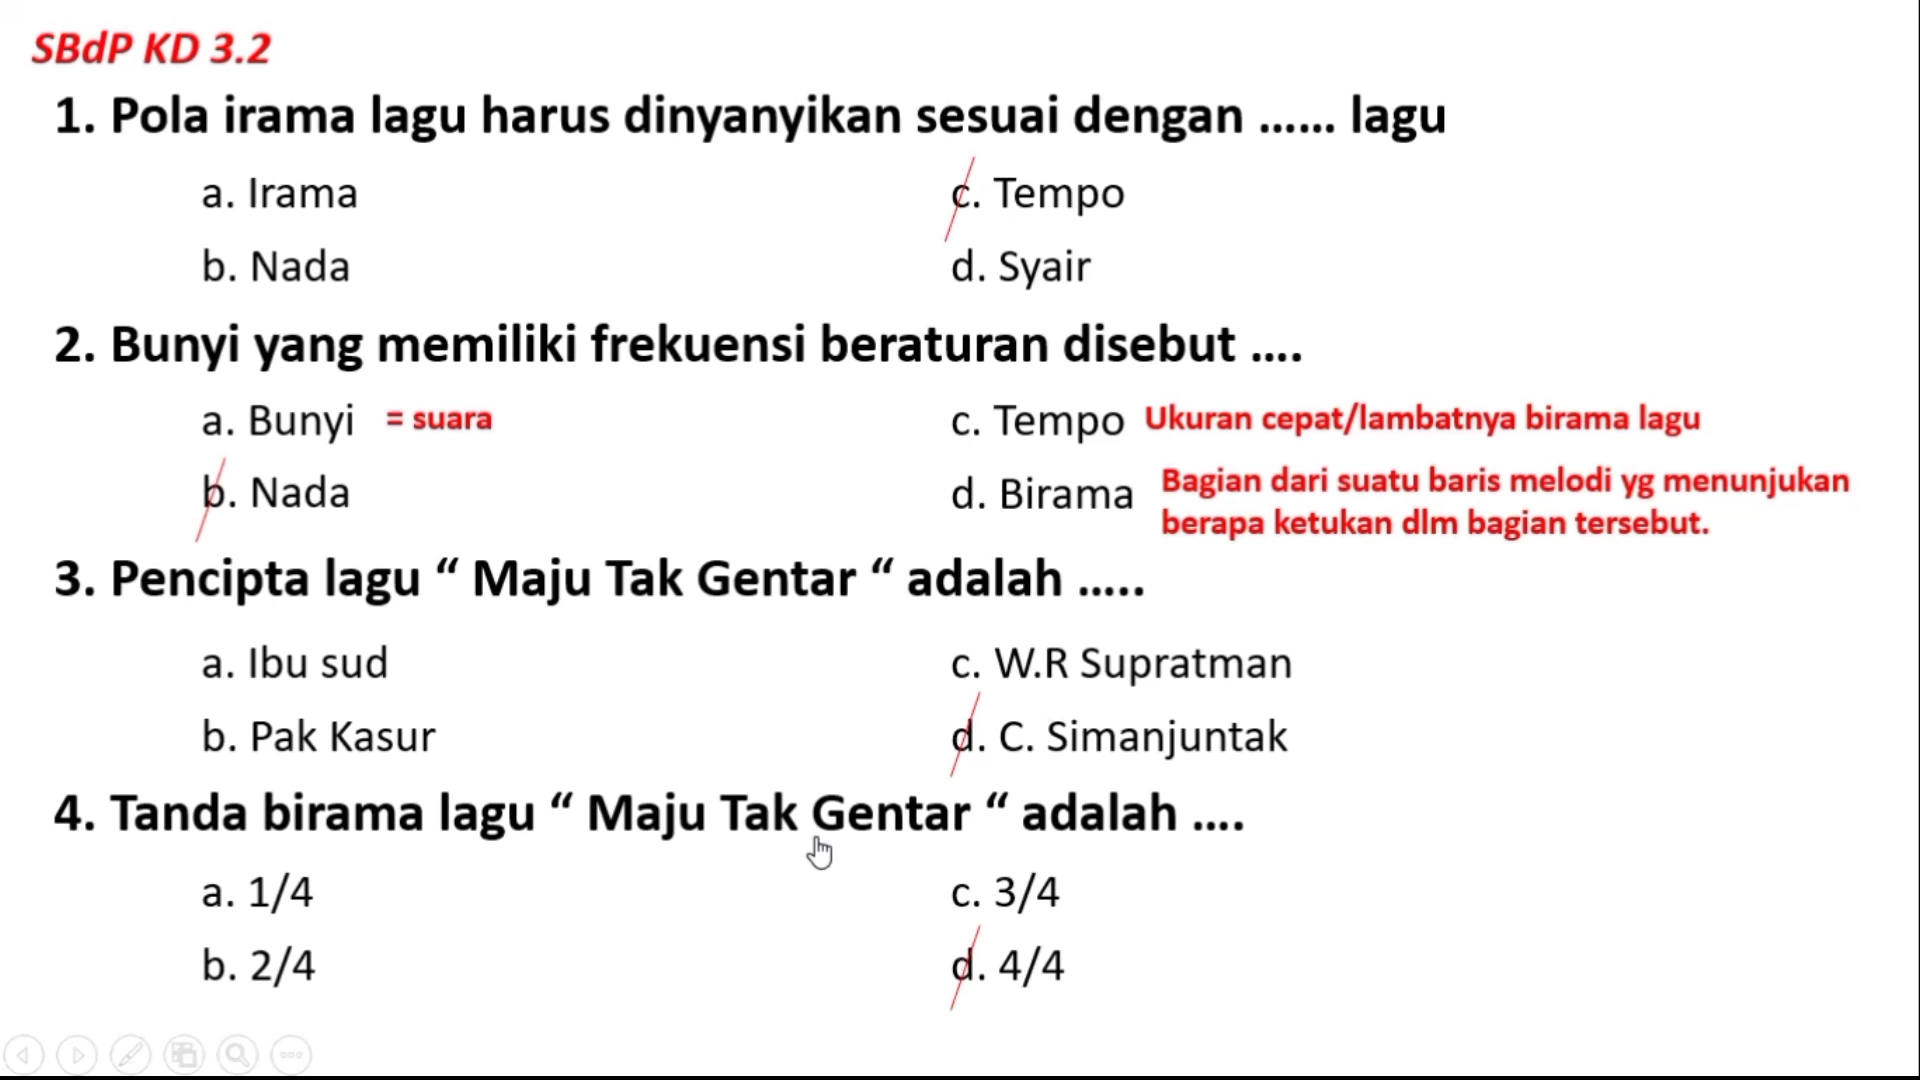 SBdP KD 3.2
1. Pola irama lagu harus dinyanyikan sesuai dengan ...... lagu
a. Irama
c. Tempo
b. Nada
d. Syair
2. Bunyi yang memiliki frekuensi beraturan disebut ....
a. Bunyi = suara
c. Tempo Ukuran cepat/lambatnya birama lagu
b. Nada
d. Birama Bagian dari suatu baris melodi yg menunjukan
berapa ketukan dlm bagian tersebut.
3. Pencipta lagu “ Maju Tak Gentar “ adalah .....
a. Ibu sud
c. W.R Supratman
b. Pak Kasur
d. C. Simanjuntak
4. Tanda birama lagu “ Maju Tak Gentar “ adalah ....
a. 1/4
c. 3/4
b. 2/4
d. 4/4